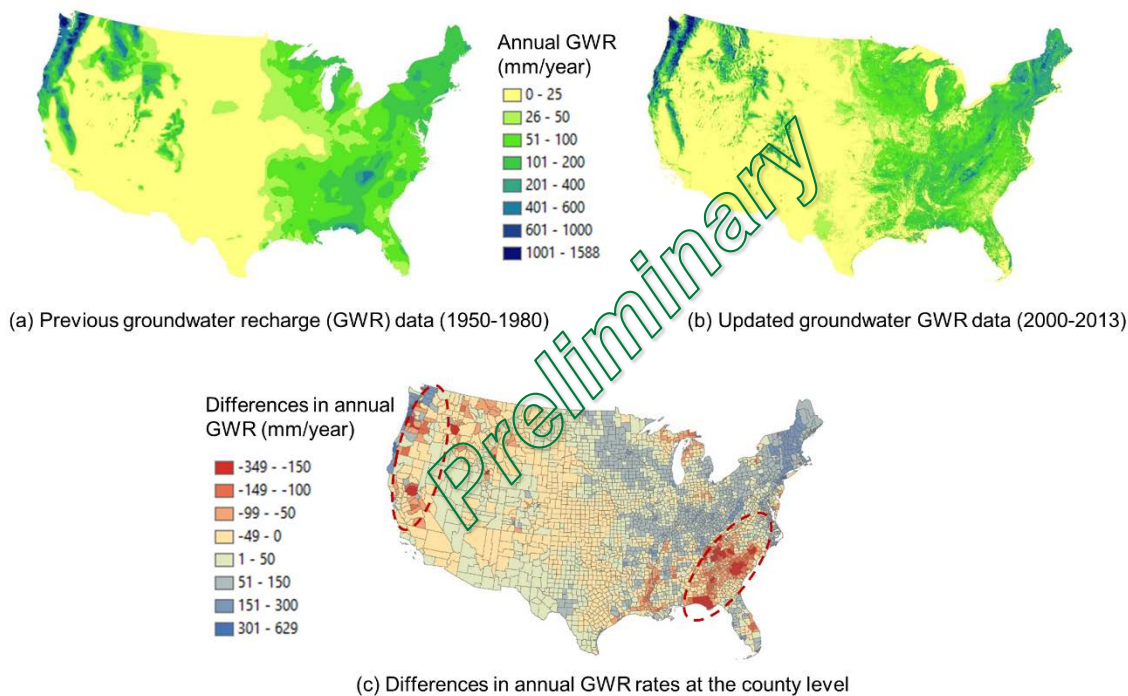 Annual GWR
(mm/year)
0 - 25
26 - 50
51 - 100
101 - 200
201 - 400
401 - 600
601 - 1000
1001 - 1588
(a) Previous groundwater recharge (GWR) data (1950-1980)
(b) Updated groundwater GWR data (2000-2013)
Preliminary
Differences in annual
GWR (mm/year)
-349 - -150
-149 - -100
-99 - -50
-49 - 0
1 - 50
51 - 150
151 - 300
301 - 629
(c) Differences in annual GWR rates at the county level